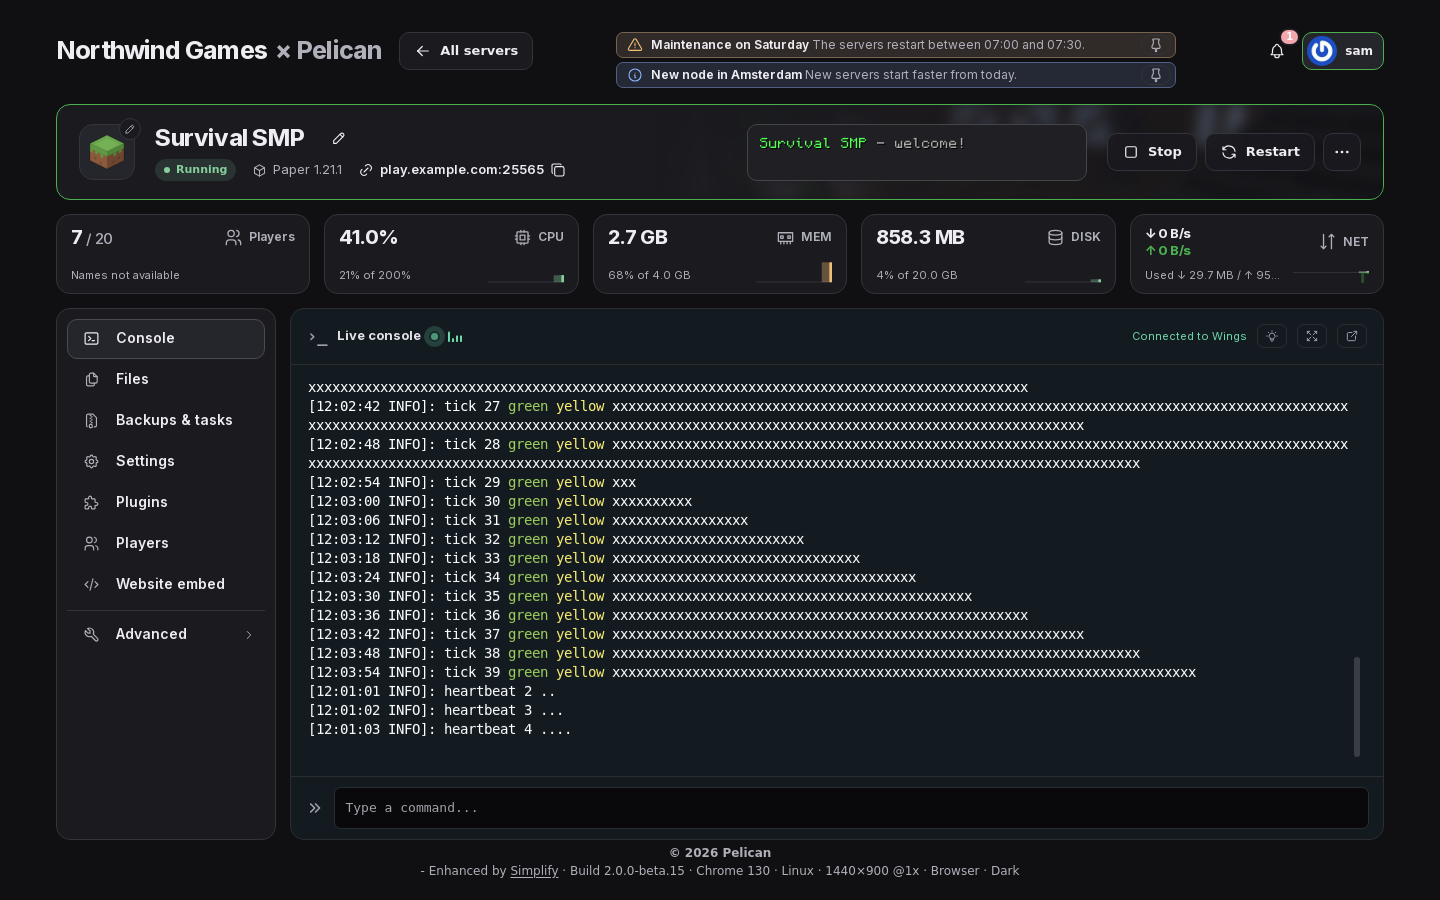 Northwind Games × Pelican
All servers
Maintenance on Saturday The servers restart between 07:00 and 07:30.
New node in Amsterdam New servers start faster from today.
1
sam
Survival SMP
Running
Paper 1.21.1
play.example.com:25565
Survival SMP - welcome!
Stop
Restart
7 / 20
Players
Names not available
41.0%
CPU
21% of 200%
2.7 GB
MEM
68% of 4.0 GB
858.3 MB
DISK
4% of 20.0 GB
↓ 0 B/s
↑ 0 B/s
NET
Used ↓ 29.7 MB / ↑ 95...
Console
Files
Backups & tasks
Settings
Plugins
Players
Website embed
Advanced
Live console
Connected to Wings
[12:02:42 INFO]: tick 27 green yellow
[12:02:48 INFO]: tick 28 green yellow
[12:02:54 INFO]: tick 29 green yellow xxx
[12:03:00 INFO]: tick 30 green yellow xxxxxxxxxx
[12:03:06 INFO]: tick 31 green yellow xxxxxxxxxxxxxxxxx
[12:03:12 INFO]: tick 32 green yellow xxxxxxxxxxxxxxxxxxxxxxxx
[12:03:18 INFO]: tick 33 green yellow xxxxxxxxxxxxxxxxxxxxxxxxxxxxxxx
[12:03:24 INFO]: tick 34 green yellow xxxxxxxxxxxxxxxxxxxxxxxxxxxxxxxxxxxxxx
[12:03:30 INFO]: tick 35 green yellow xxxxxxxxxxxxxxxxxxxxxxxxxxxxxxxxxxxxxxxxxxxxx
[12:03:36 INFO]: tick 36 green yellow xxxxxxxxxxxxxxxxxxxxxxxxxxxxxxxxxxxxxxxxxxxxxxxxxxxx
[12:03:42 INFO]: tick 37 green yellow xxxxxxxxxxxxxxxxxxxxxxxxxxxxxxxxxxxxxxxxxxxxxxxxxxxxxxxxxxx
[12:03:48 INFO]: tick 38 green yellow xxxxxxxxxxxxxxxxxxxxxxxxxxxxxxxxxxxxxxxxxxxxxxxxxxxxxxxxxxxxxxxxxx
[12:03:54 INFO]: tick 39 green yellow xxxxxxxxxxxxxxxxxxxxxxxxxxxxxxxxxxxxxxxxxxxxxxxxxxxxxxxxxxxxxxxxxxxxxxxxx
[12:01:01 INFO]: heartbeat 2 ..
[12:01:02 INFO]: heartbeat 3 ...
[12:01:03 INFO]: heartbeat 4 ....
Type a command...
© 2026 Pelican
- Enhanced by Simplify · Build 2.0.0-beta.15 · Chrome 130 · Linux · 1440×900 @1x · Browser · Dark